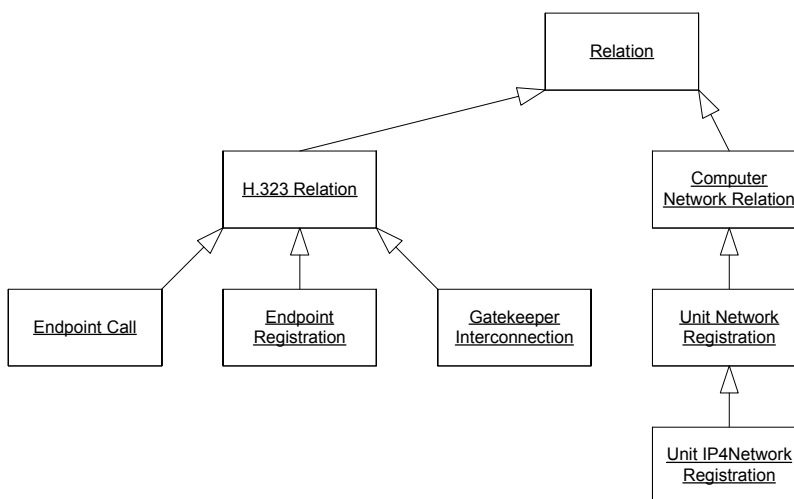 Relation
H.323 Relation
Computer
Network Relation
Endpoint Call
Endpoint
Registration
Gatekeeper
Interconnection
Unit Network
Registration
Unit IP4Network
Registration